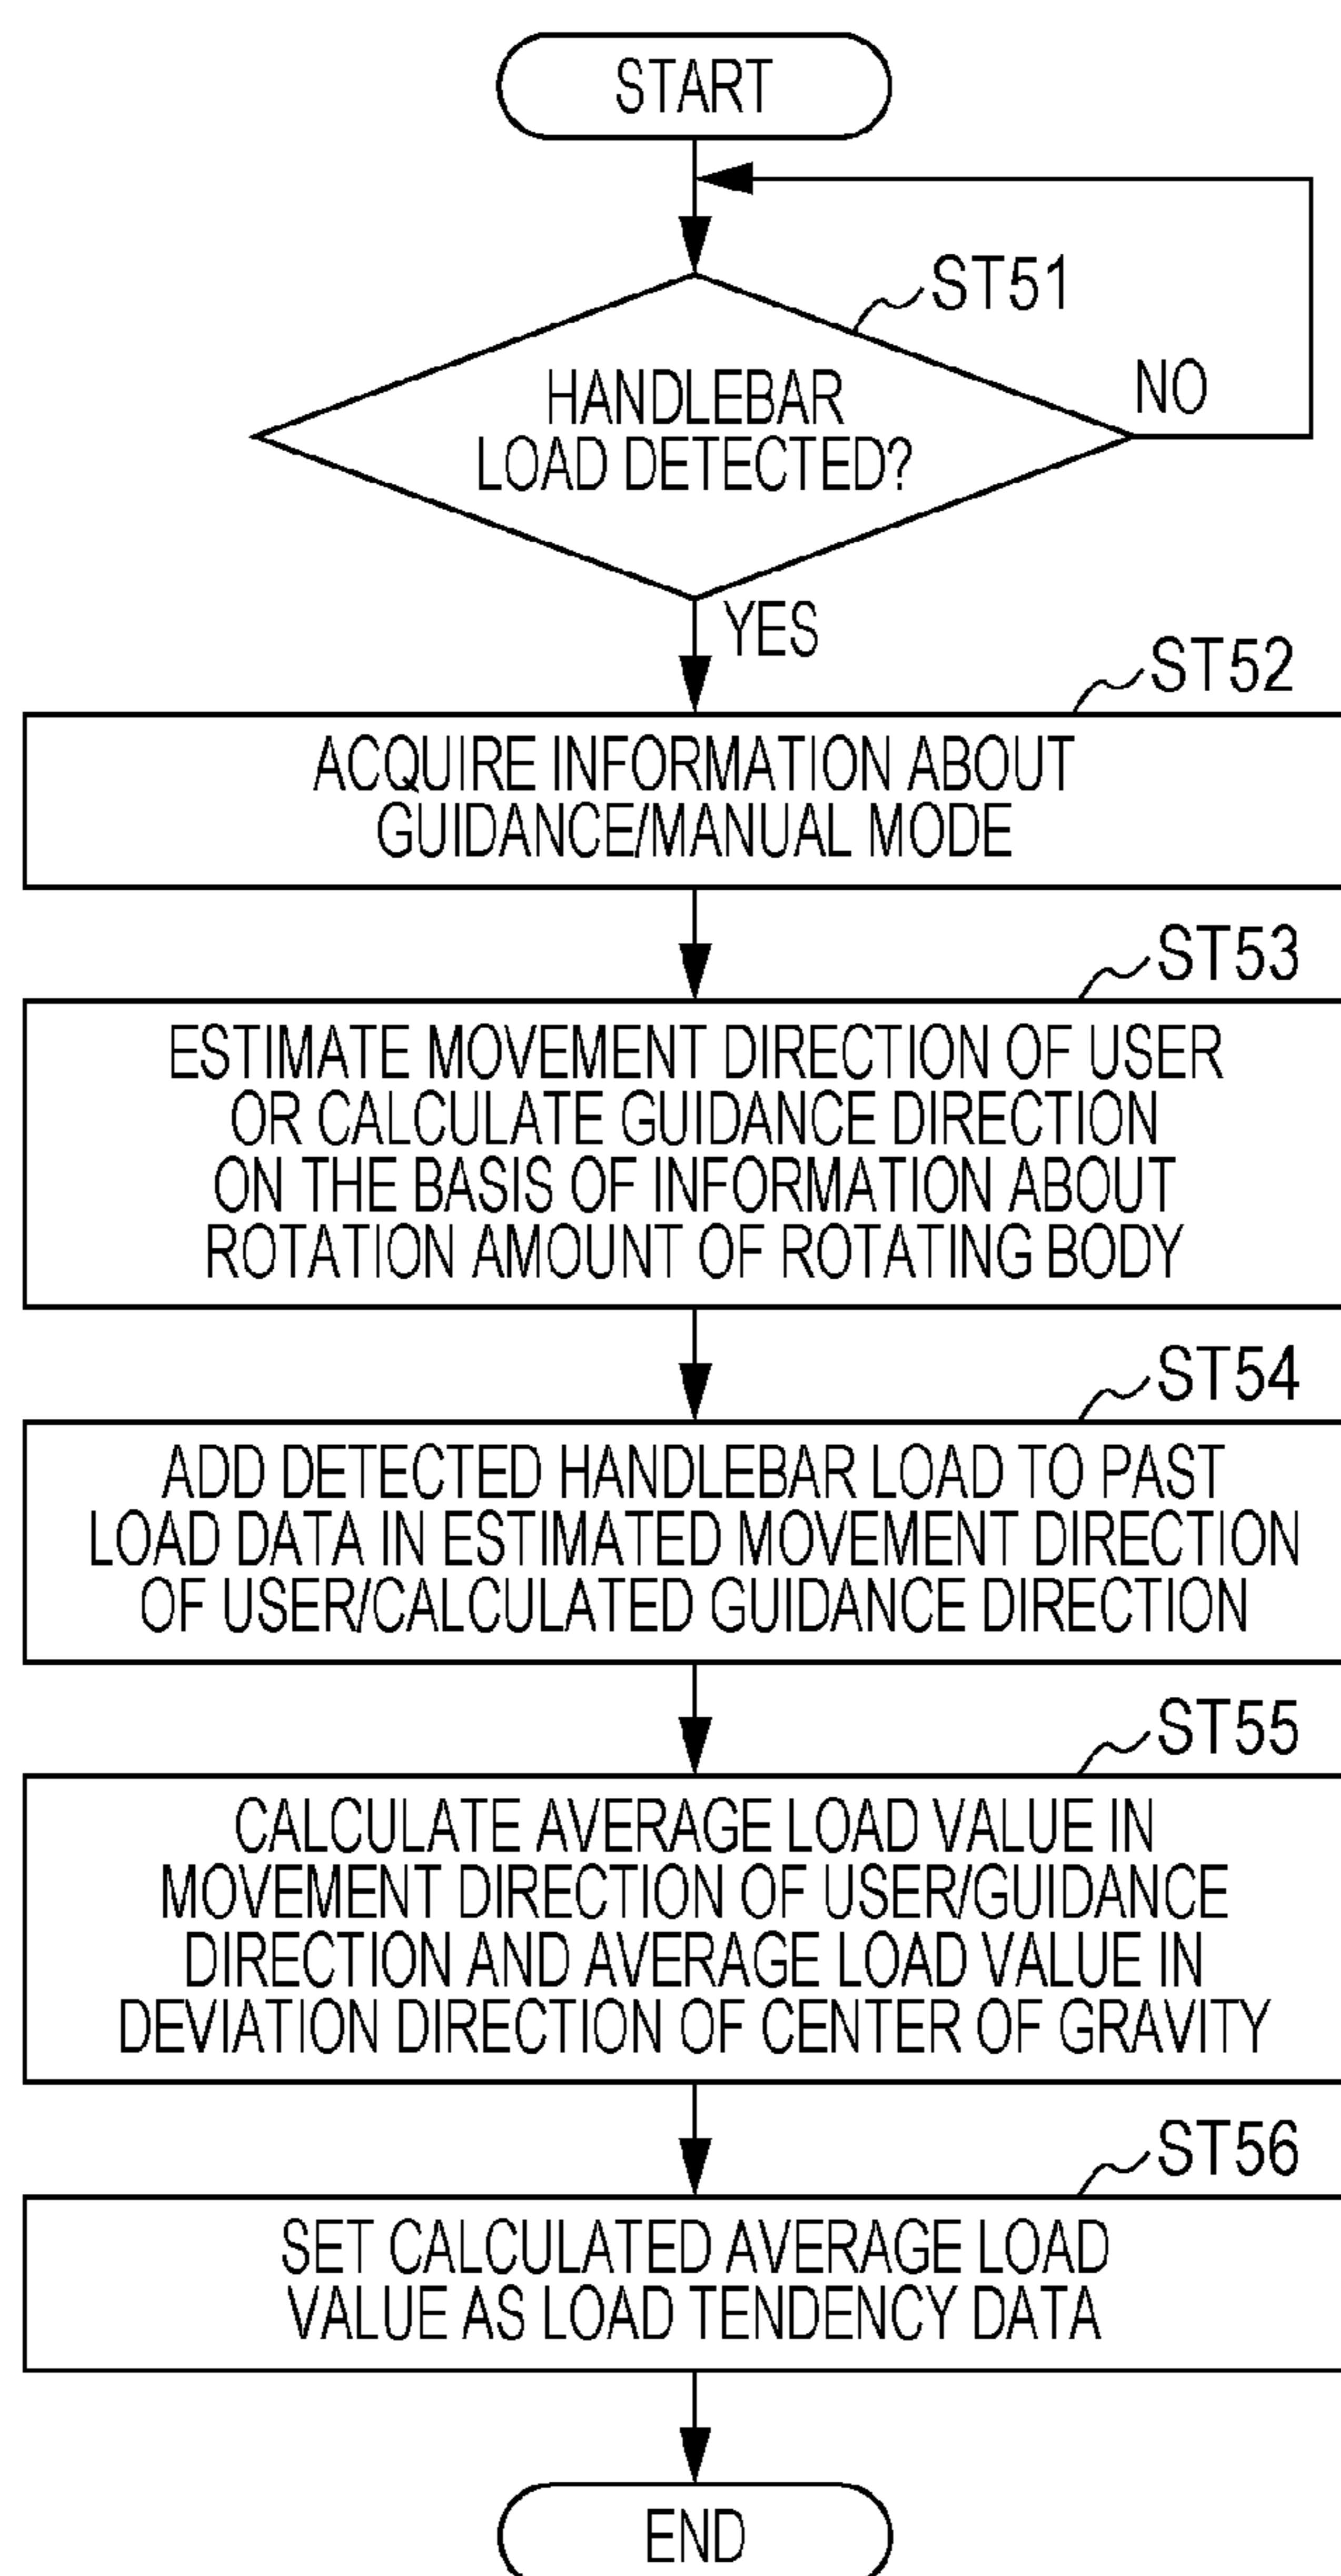 START
ST51
HANDLEBAR
LOAD DETECTED?
NO
YES
ST52
ACQUIRE INFORMATION ABOUT
GUIDANCE/MANUAL MODE
ST53
ESTIMATE MOVEMENT DIRECTION OF USER
OR CALCULATE GUIDANCE DIRECTION
ON THE BASIS OF INFORMATION ABOUT
ROTATION AMOUNT OF ROTATING BODY
ST54
ADD DETECTED HANDLEBAR LOAD TO PAST
LOAD DATA IN ESTIMATED MOVEMENT DIRECTION
OF USER/CALCULATED GUIDANCE DIRECTION
ST55
CALCULATE AVERAGE LOAD VALUE IN
MOVEMENT DIRECTION OF USER/GUIDANCE
DIRECTION AND AVERAGE LOAD VALUE IN
DEVIATION DIRECTION OF CENTER OF GRAVITY
ST56
SET CALCULATED AVERAGE LOAD
VALUE AS LOAD TENDENCY DATA
END